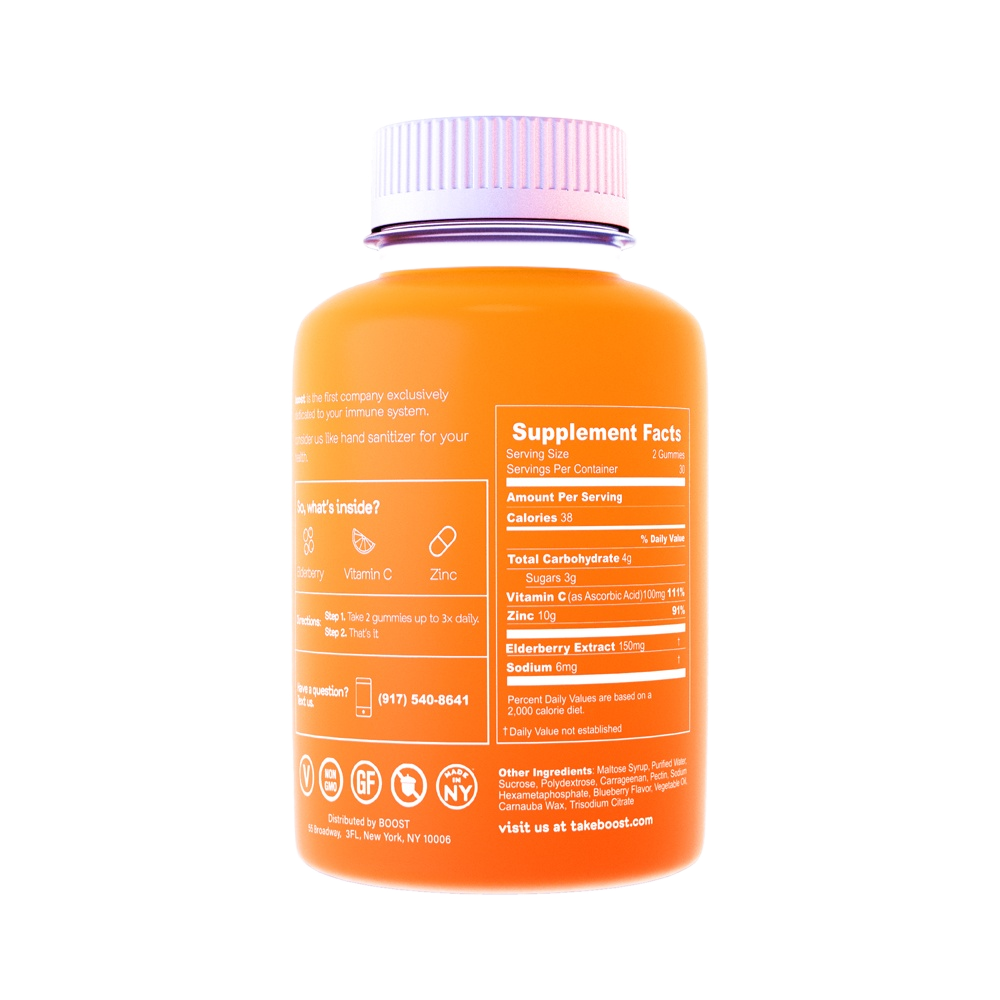 is the first company exclusively
to your immune system.
us like hand sanitizer for your
So, what's inside?
Elderberry Vitamin C Zinc
Directions: Step 1. Take 2 gummies up to 3x daily.
Step 2. That's it
Have a question?
Text us.
(917) 540-8641
V NON GMO GF MADE IN NY
Distributed by BOOST
55 Broadway, 3FL, New York, NY 10006
Supplement Facts
Serving Size 2 Gummies
Servings Per Container 30
Amount Per Serving
Calories 38
% Daily Value
Total Carbohydrate 4g
Sugars 3g
Vitamin C (as Ascorbic Acid) 100mg 111%
Zinc 10g 91%
Elderberry Extract 150mg †
Sodium 6mg †
Percent Daily Values are based on a
2,000 calorie diet.
† Daily Value not established
Other Ingredients: Maltose Syrup, Purified Water,
Sucrose, Polydextrose, Carrageenan, Pectin, Sodium
Hexametaphosphate, Blueberry Flavor, Vegetable Oil,
Carnauba Wax, Trisodium Citrate
visit us at takeboost.com